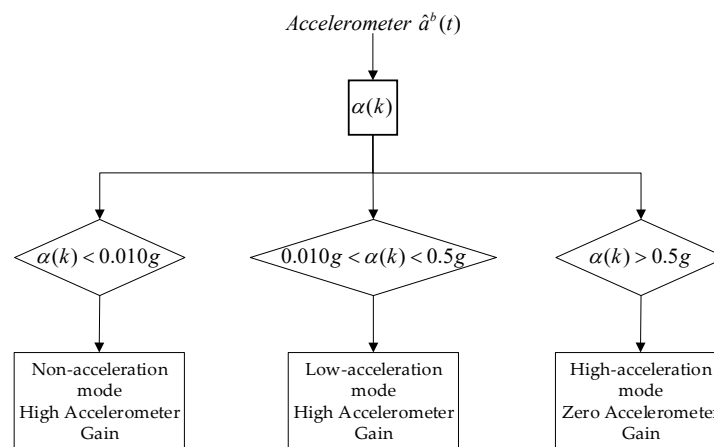 Accelerometer âᵇ(t)
α(k)
α(k) < 0.010g
0.010g < α(k) < 0.5g
α(k) > 0.5g
Non-acceleration
mode
High Accelerometer
Gain
Low-acceleration
mode
High Accelerometer
Gain
High-acceleration
mode
Zero Accelerometer
Gain